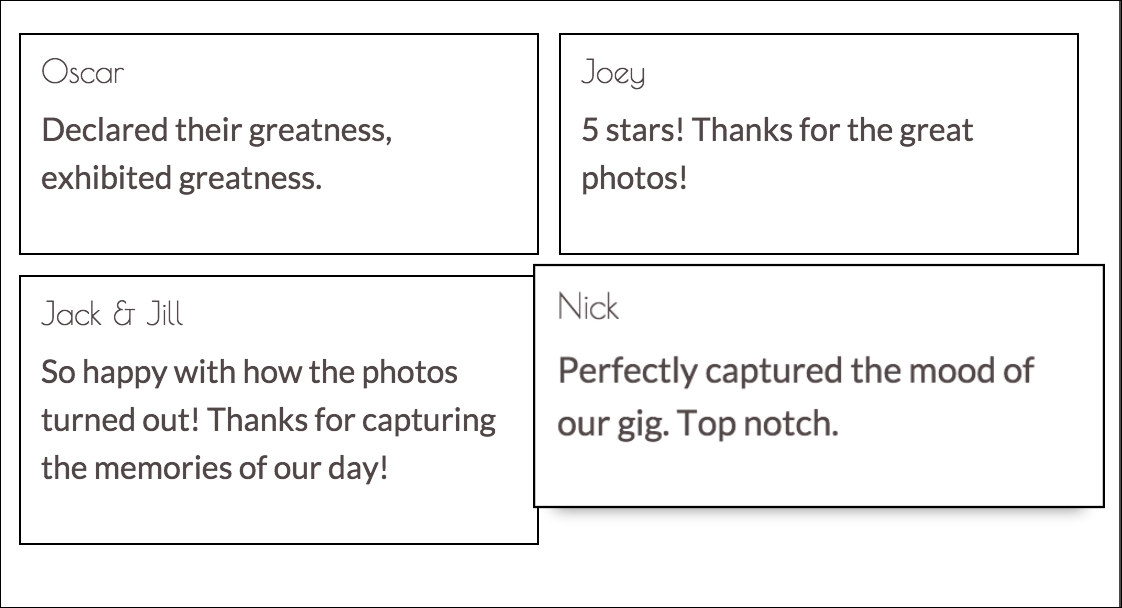 Oscar
Declared their greatness,
exhibited greatness.
Joey
5 stars! Thanks for the great
photos!
Jack & Jill
So happy with how the photos
turned out! Thanks for capturing
the memories of our day!
Nick
Perfectly captured the mood of
our gig. Top notch.